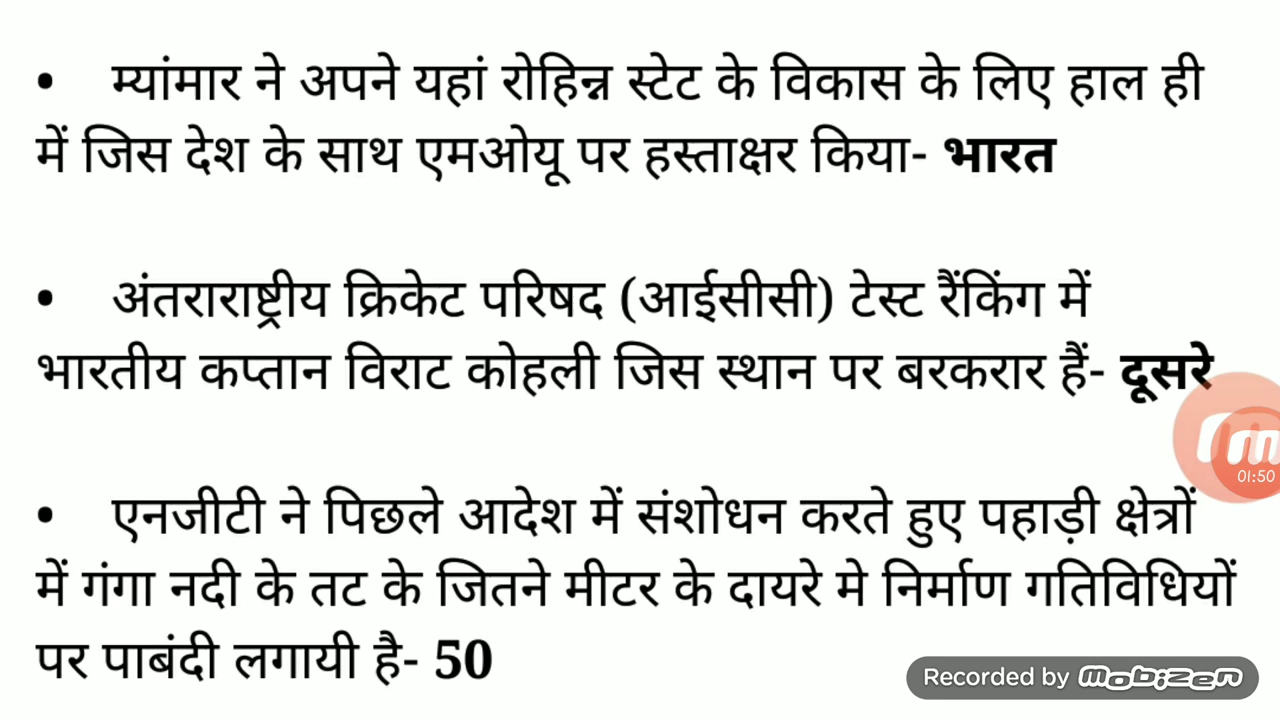 • म्यांमार ने अपने यहां रोहिन्न स्टेट के विकास के लिए हाल ही
में जिस देश के साथ एमओयू पर हस्ताक्षर किया- भारत
• अंतराराष्ट्रीय क्रिकेट परिषद (आईसीसी) टेस्ट रैंकिंग में
भारतीय कप्तान विराट कोहली जिस स्थान पर बरकरार हैं- दूसरे
• एनजीटी ने पिछले आदेश में संशोधन करते हुए पहाड़ी क्षेत्रों
में गंगा नदी के तट के जितने मीटर के दायरे मे निर्माण गतिविधियों
पर पाबंदी लगायी है- 50
01:50
Recorded by mobizen